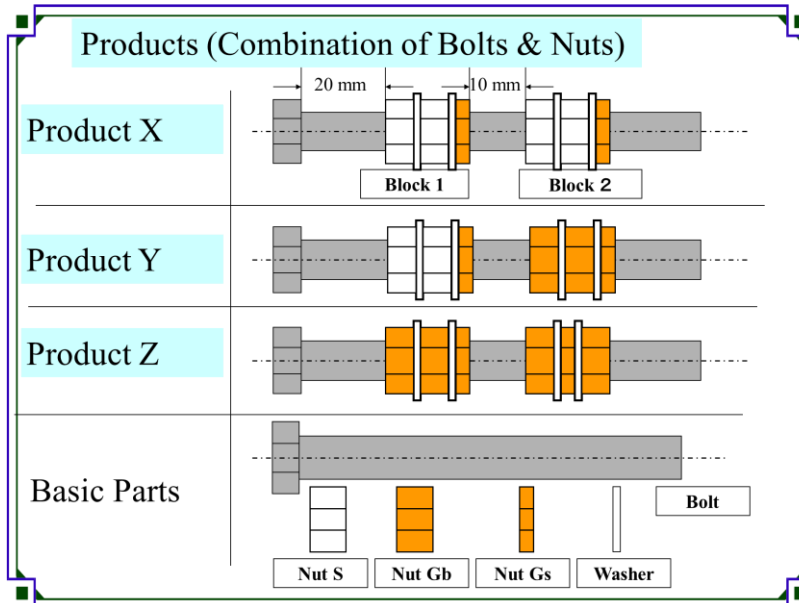 Products (Combination of Bolts & Nuts)
20 mm
10 mm
Product X
Block 1
Block 2
Product Y
Product Z
Basic Parts
Bolt
Nut S
Nut Gb
Nut Gs
Washer